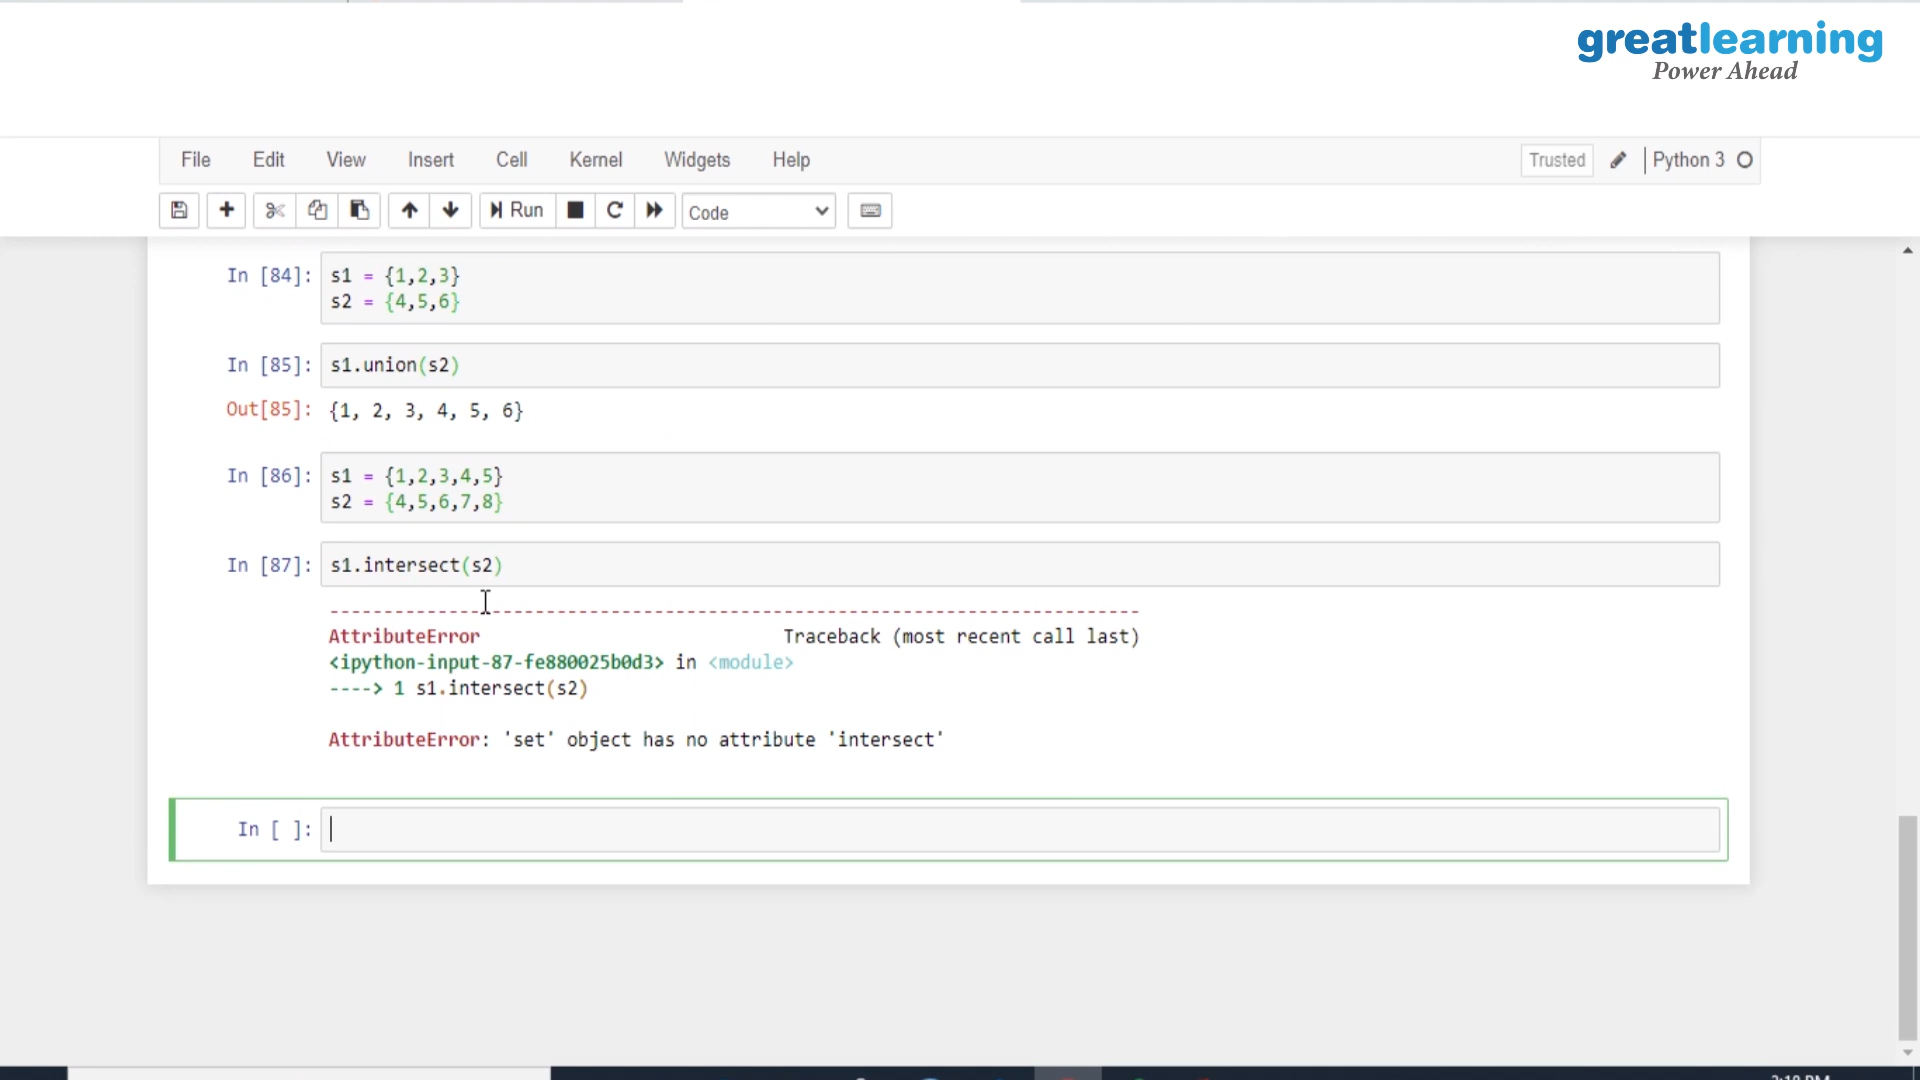 greatlearning
Power Ahead
File Edit View Insert Cell Kernel Widgets Help Trusted Python 3
Run Code
In [84]: s1 = {1,2,3}
s2 = {4,5,6}
In [85]: s1.union(s2)
Out[85]: {1, 2, 3, 4, 5, 6}
In [86]: s1 = {1,2,3,4,5}
s2 = {4,5,6,7,8}
In [87]: s1.intersect(s2)
---------------------------------------------------------------------------
AttributeError Traceback (most recent call last)
<ipython-input-87-fe880025b0d3> in <module>
----> 1 s1.intersect(s2)
AttributeError: 'set' object has no attribute 'intersect'
In [ ]: